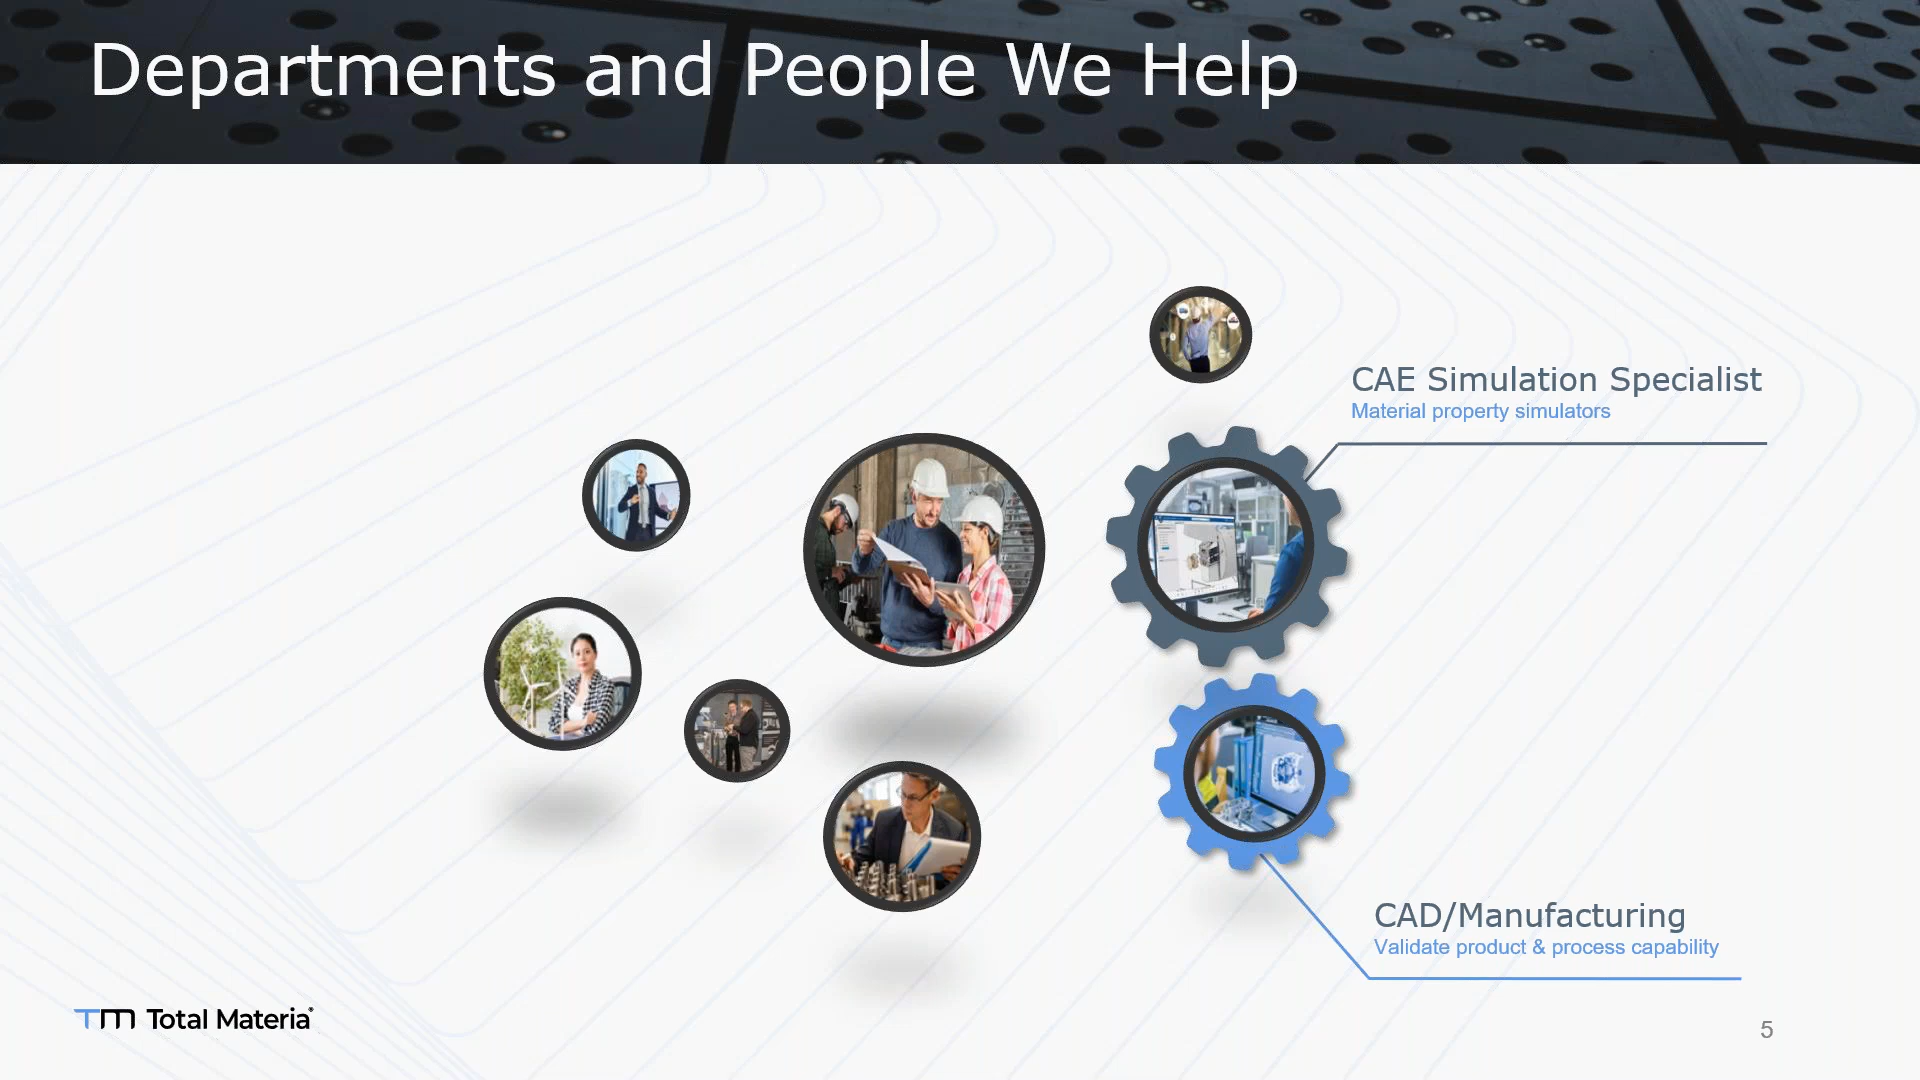 Departments and People We Help
CAE Simulation Specialist
Material property simulators
CAD/Manufacturing
Validate product & process capability
TM Total Materia®
5